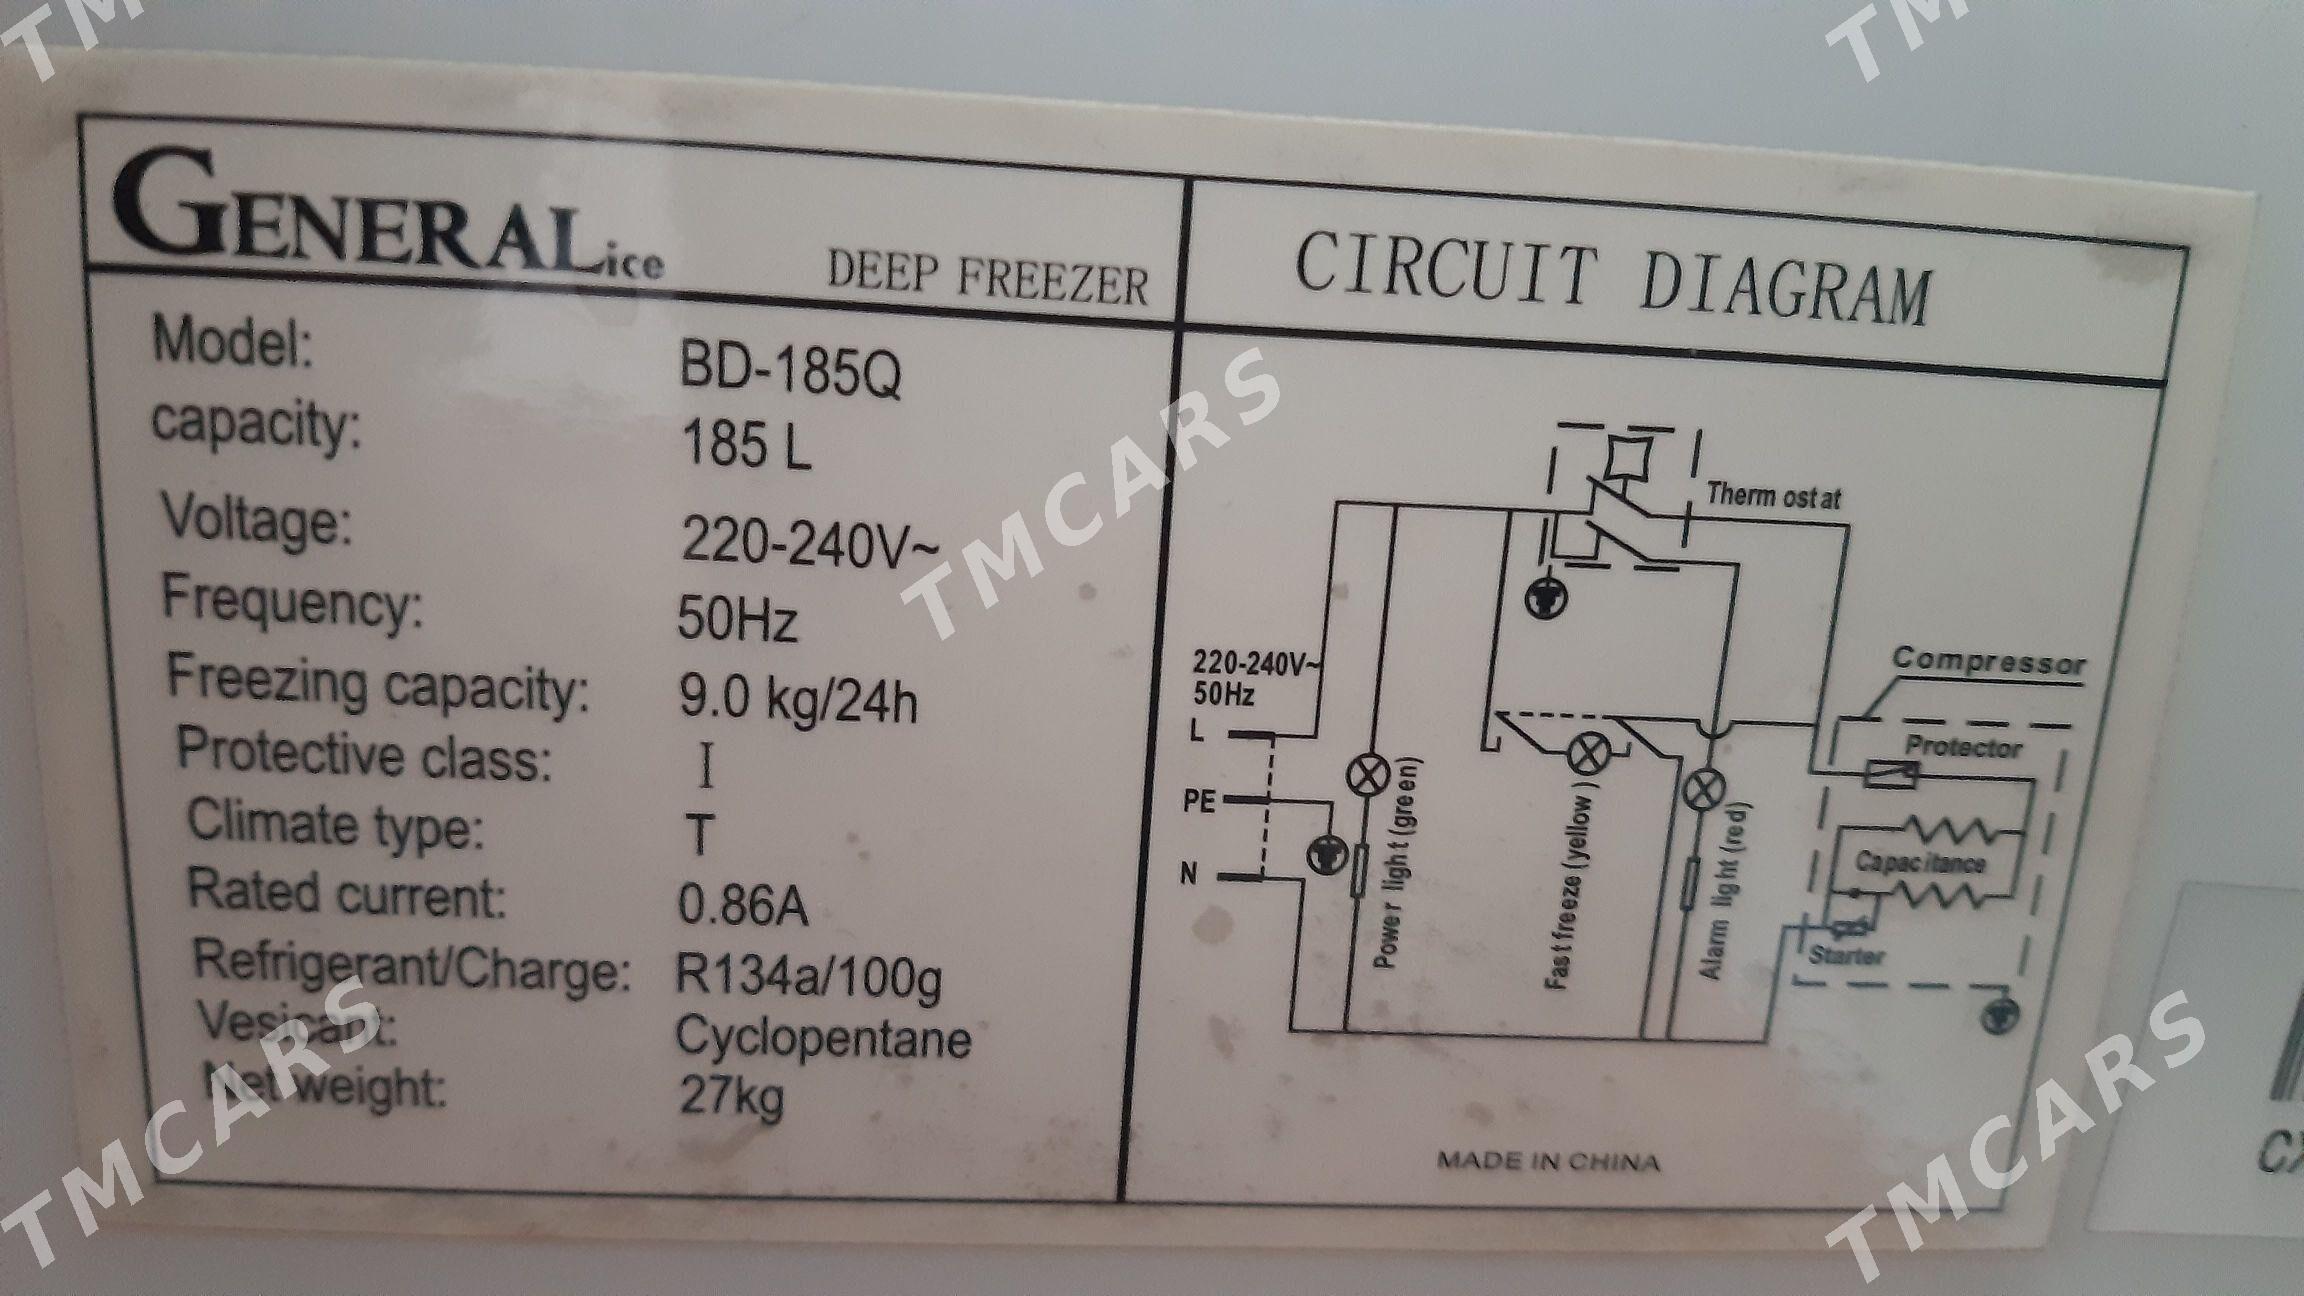 GENERALice DEEP FREEZER
Model: BD-185Q
capacity: 185 L
Voltage: 220-240V~
Frequency: 50Hz
Freezing capacity: 9.0 kg/24h
Protective class: I
Climate type: T
Rated current: 0.86A
Refrigerant/Charge: R134a/100g
Vesicant: Cyclopentane
Net weight: 27kg
CIRCUIT DIAGRAM
Thermostat
220-240V~
50Hz
L
PE
N
Power light (green)
Fast freeze (yellow)
Alarm light (red)
Compressor
Protector
Capacitance
Starter
MADE IN CHINA
TMCARS
TMCARS
TMCARS